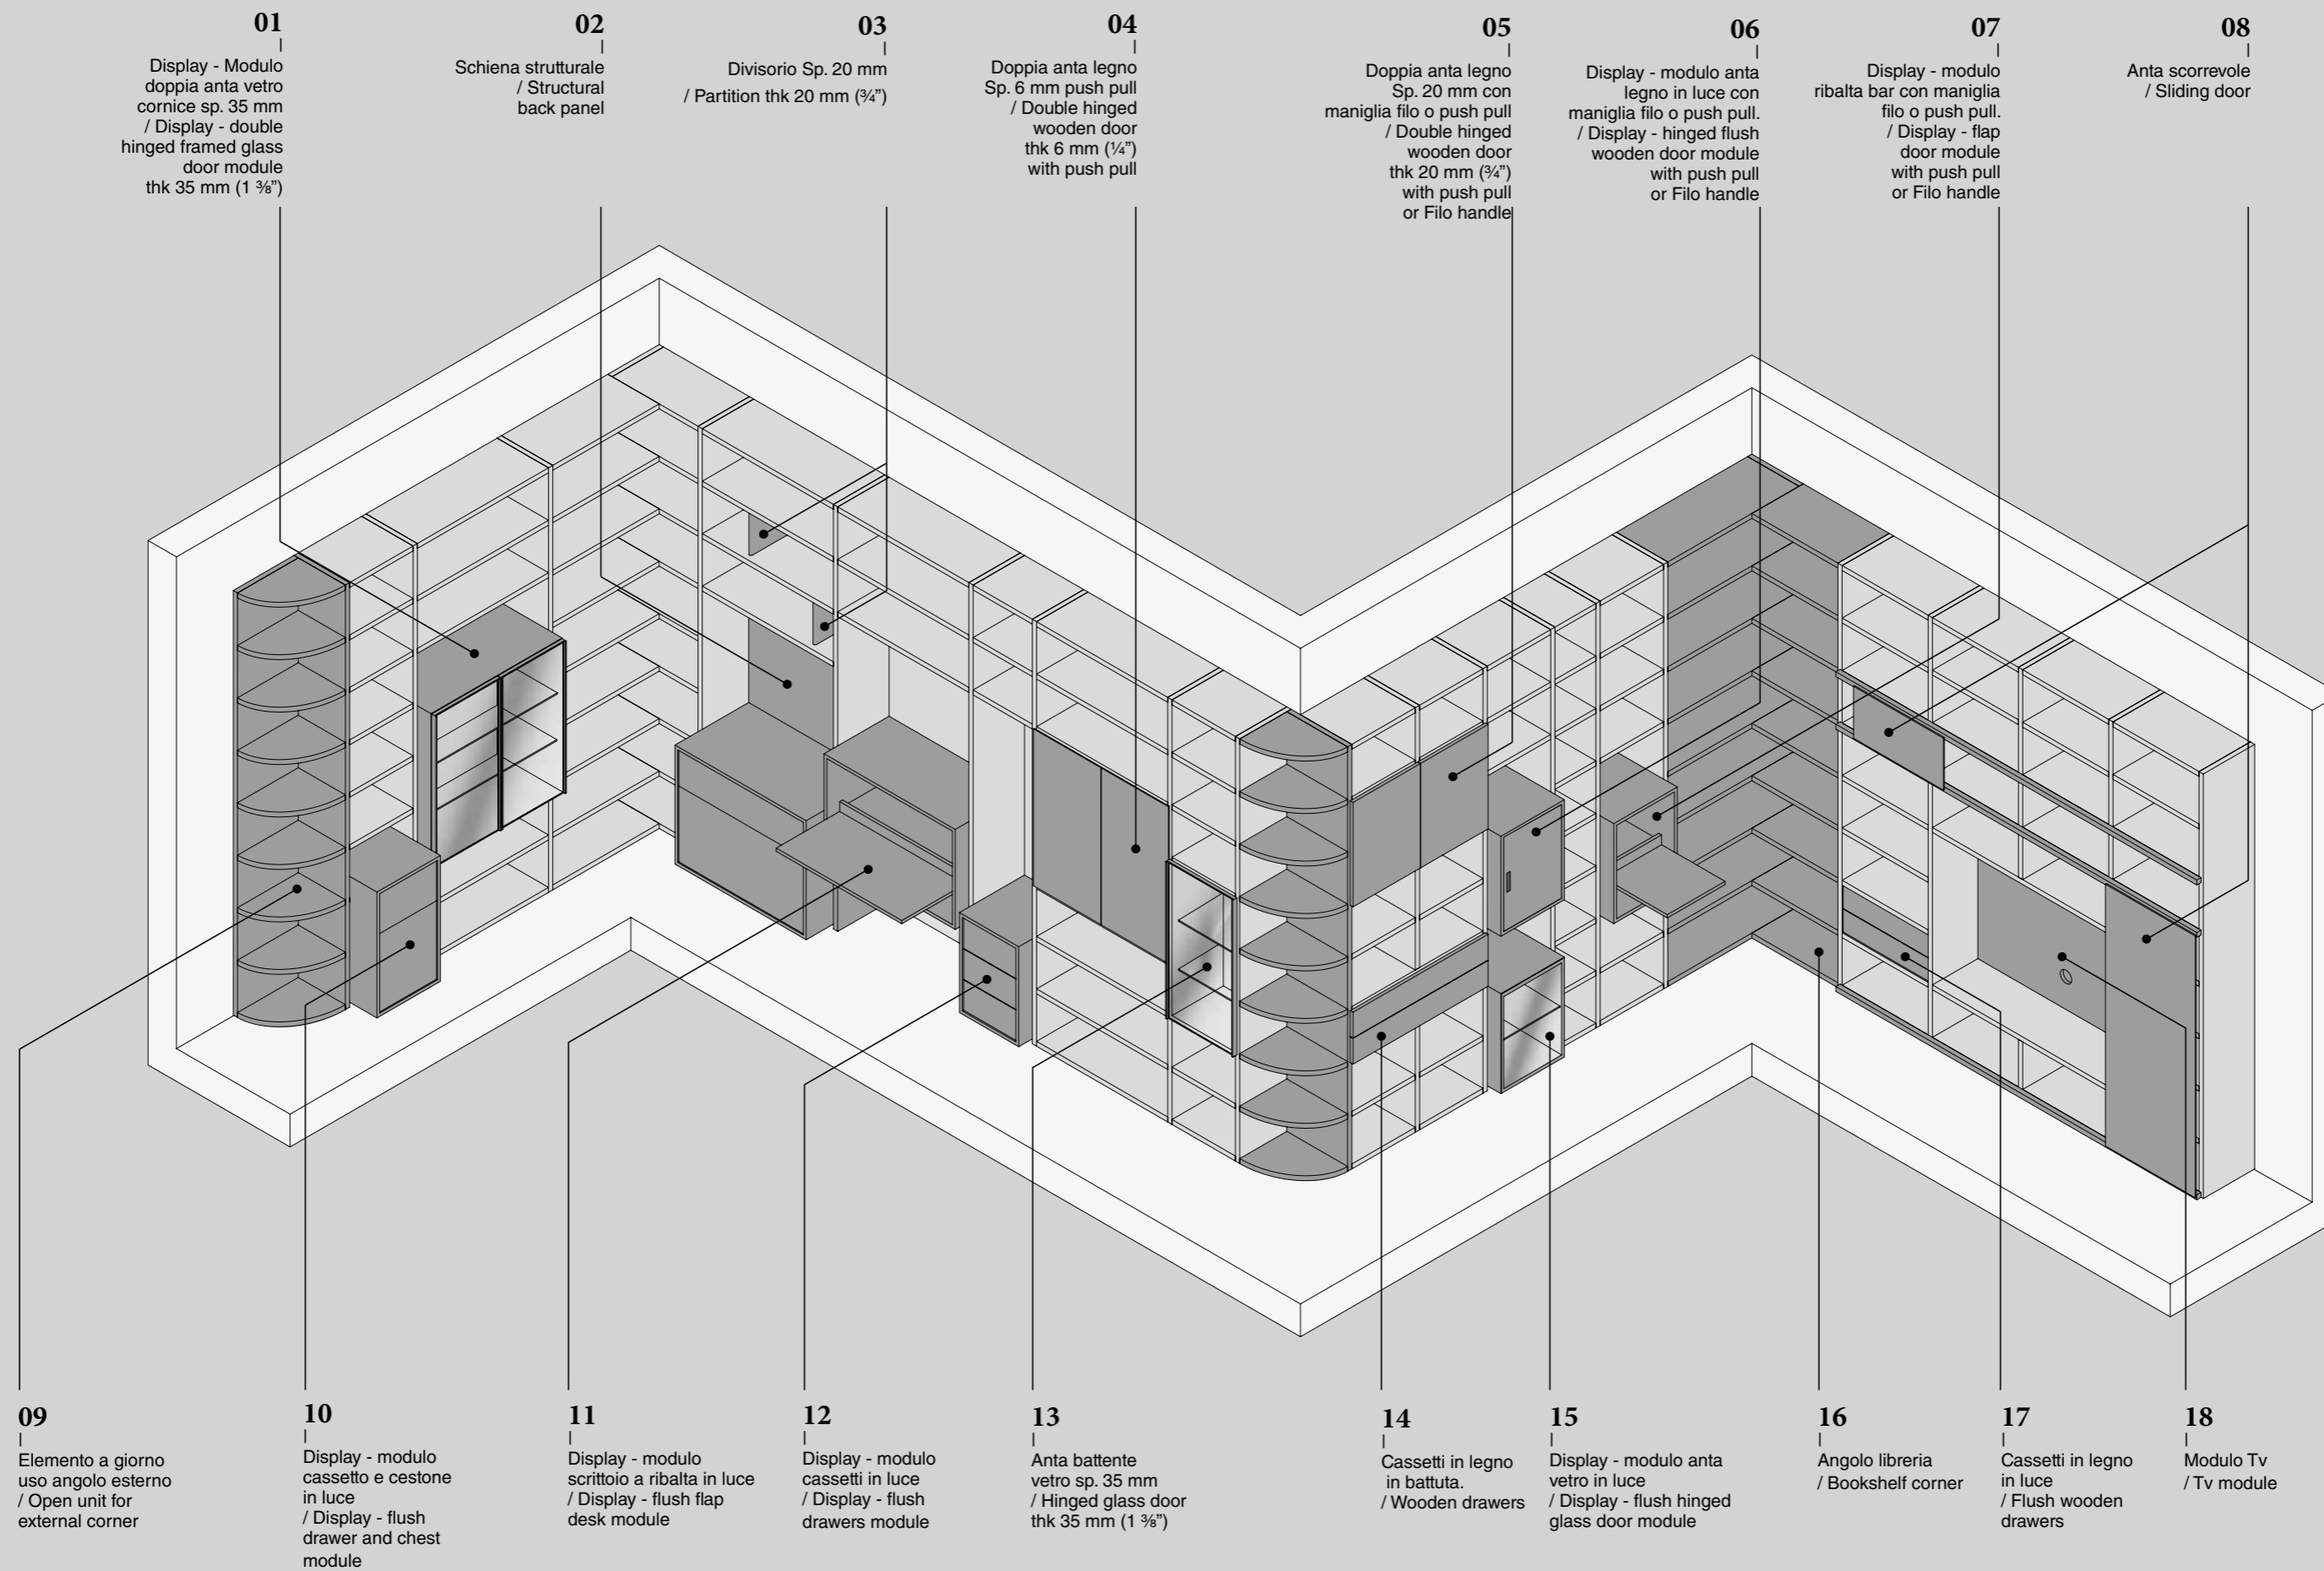 01
Display - Modulo
doppia anta vetro
cornice sp. 35 mm
/ Display - double
hinged framed glass
door module
thk 35 mm (1 ⅜”)
02
Schiena strutturale
/ Structural
back panel
03
Divisorio Sp. 20 mm
/ Partition thk 20 mm (¾”)
04
Doppia anta legno
Sp. 6 mm push pull
/ Double hinged
wooden door
thk 6 mm (¼”)
with push pull
05
Doppia anta legno
Sp. 20 mm con
maniglia filo o push pull
/ Double hinged
wooden door
thk 20 mm (¾”)
with push pull
or Filo handle
06
Display - modulo anta
legno in luce con
maniglia filo o push pull.
/ Display - hinged flush
wooden door module
with push pull
or Filo handle
07
Display - modulo
ribalta bar con maniglia
filo o push pull.
/ Display - flap
door module
with push pull
or Filo handle
08
Anta scorrevole
/ Sliding door
09
Elemento a giorno
uso angolo esterno
/ Open unit for
external corner
10
Display - modulo
cassetto e cestone
in luce
/ Display - flush
drawer and chest
module
11
Display - modulo
scrittoio a ribalta in luce
/ Display - flush flap
desk module
12
Display - modulo
cassetti in luce
/ Display - flush
drawers module
13
Anta battente
vetro sp. 35 mm
/ Hinged glass door
thk 35 mm (1 ⅜”)
14
Cassetti in legno
in battuta.
/ Wooden drawers
15
Display - modulo anta
vetro in luce
/ Display - flush hinged
glass door module
16
Angolo libreria
/ Bookshelf corner
17
Cassetti in legno
in luce
/ Flush wooden
drawers
18
Modulo Tv
/ Tv module